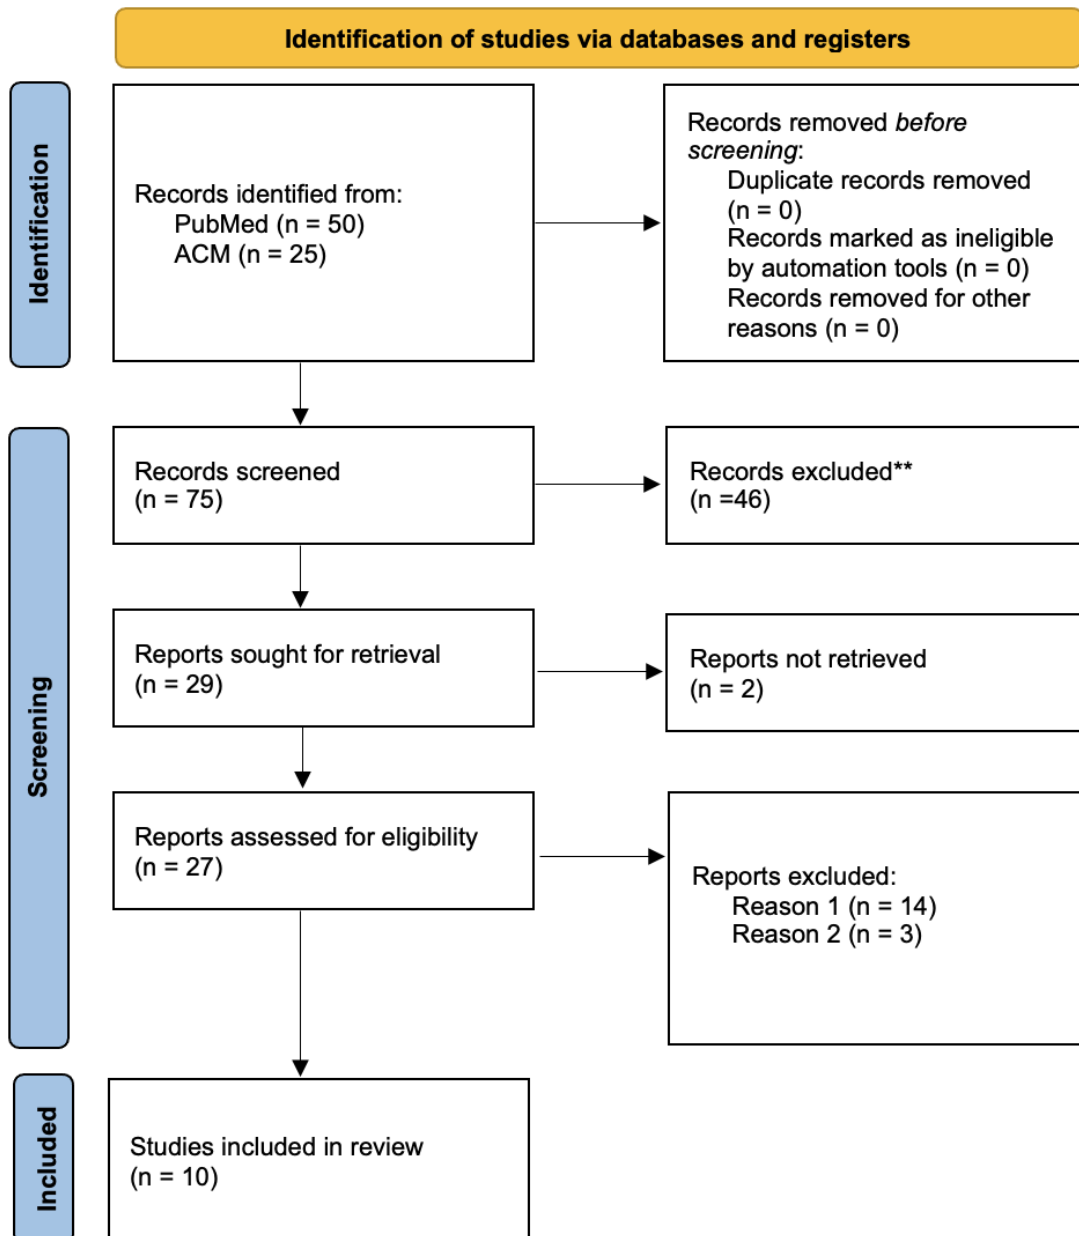 Identification of studies via databases and registers
Identification
Records identified from:
PubMed (n = 50)
ACM (n = 25)
Records removed before
screening:
Duplicate records removed
(n = 0)
Records marked as ineligible
by automation tools (n = 0)
Records removed for other
reasons (n = 0)
Screening
Records screened
(n = 75)
Records excluded**
(n =46)
Reports sought for retrieval
(n = 29)
Reports not retrieved
(n = 2)
Reports assessed for eligibility
(n = 27)
Reports excluded:
Reason 1 (n = 14)
Reason 2 (n = 3)
Included
Studies included in review
(n = 10)